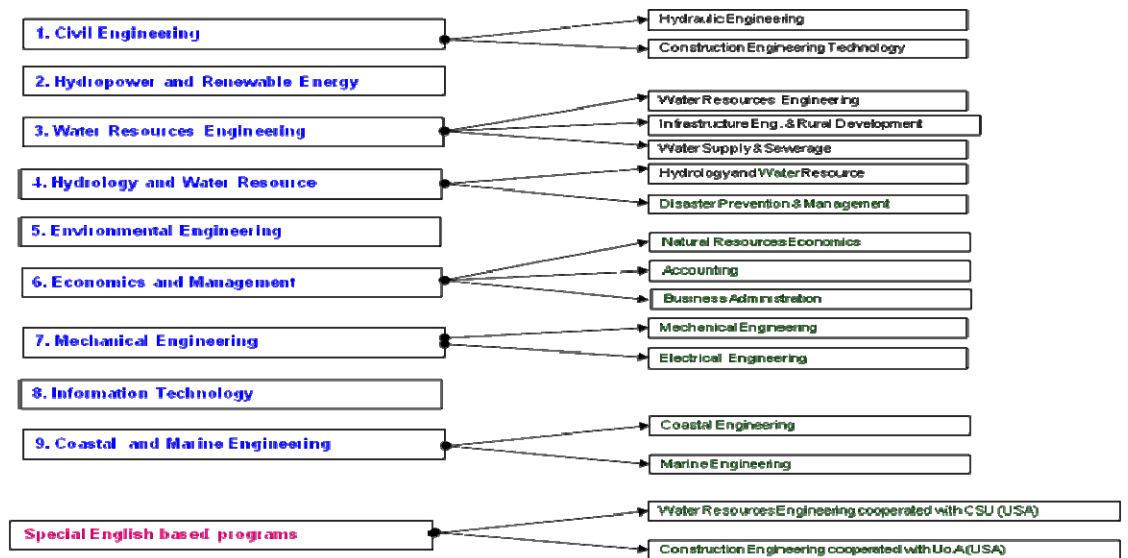 1. Civil Engineering
Hydraulic Engineering
Construction Engineering Technology
2. Hydropower and Renewable Energy
3. Water Resources Engineering
Water Resources Engineering
Infrastructure Eng. & Rural Development
Water Supply & Sewerage
4. Hydrology and Water Resource
Hydrology and Water Resource
Disaster Prevention & Management
5. Environmental Engineering
6. Economics and Management
Natural Resources Economics
Accounting
Business Administration
7. Mechanical Engineering
Mechenical Engineering
Electrical Engineering
8. Information Technology
9. Coastal and Marine Engineering
Coastal Engineering
Marine Engineering
Special English based programs
Water Resources Engineering cooperated with CSU (USA)
Construction Engineering cooperated with Uo.A(USA)